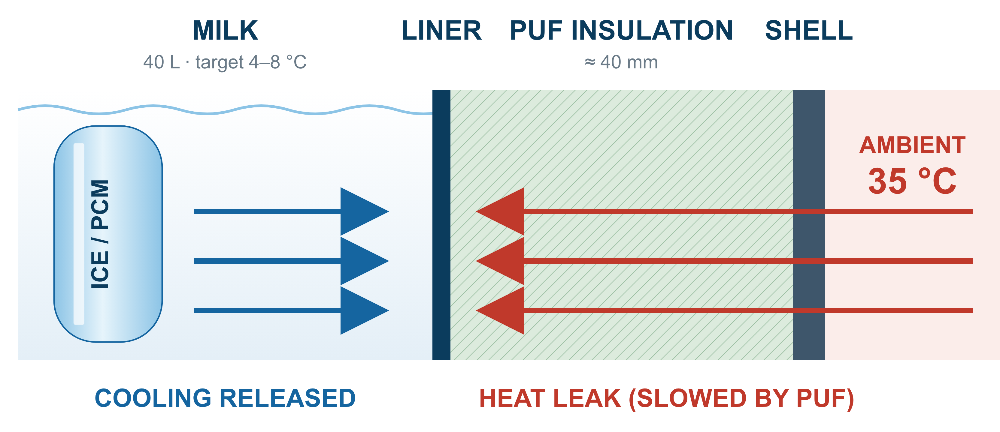 MILK
40 L · target 4–8 °C
LINER
PUF INSULATION
≈ 40 mm
SHELL
ICE / PCM
AMBIENT
35 °C
COOLING RELEASED
HEAT LEAK (SLOWED BY PUF)